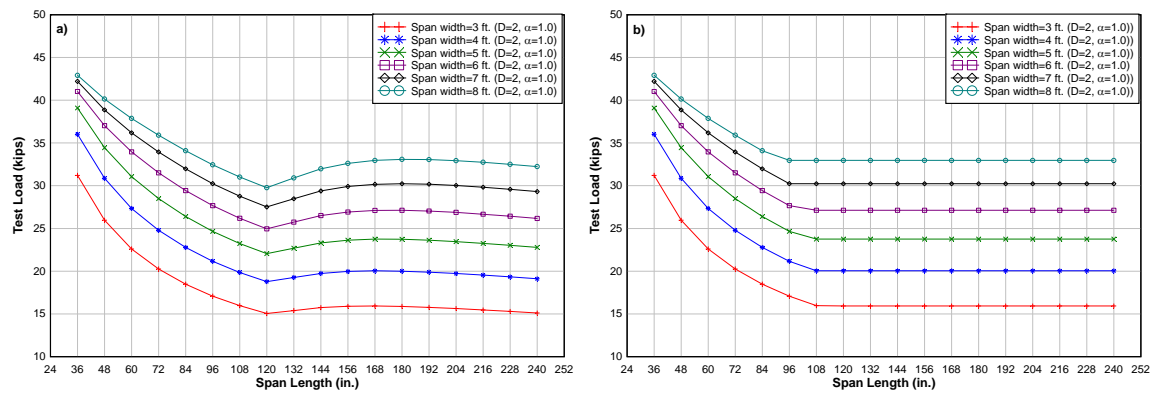 a)
Span width=3 ft. (D=2, α=1.0)
Span width=4 ft. (D=2, α=1.0)
Span width=5 ft. (D=2, α=1.0)
Span width=6 ft. (D=2, α=1.0)
Span width=7 ft. (D=2, α=1.0)
Span width=8 ft. (D=2, α=1.0)
50
45
40
35
30
25
20
15
10
Test Load (kips)
24 36 48 60 72 84 96 108 120 132 144 156 168 180 192 204 216 228 240 252
Span Length (in.)
b)
Span width=3 ft. (D=2, α=1.0))
Span width=4 ft. (D=2, α=1.0))
Span width=5 ft. (D=2, α=1.0))
Span width=6 ft. (D=2, α=1.0))
Span width=7 ft. (D=2, α=1.0))
Span width=8 ft. (D=2, α=1.0))
50
45
40
35
30
25
20
15
10
Test Load (kips)
24 36 48 60 72 84 96 108 120 132 144 156 168 180 192 204 216 228 240 252
Span Length (in.)